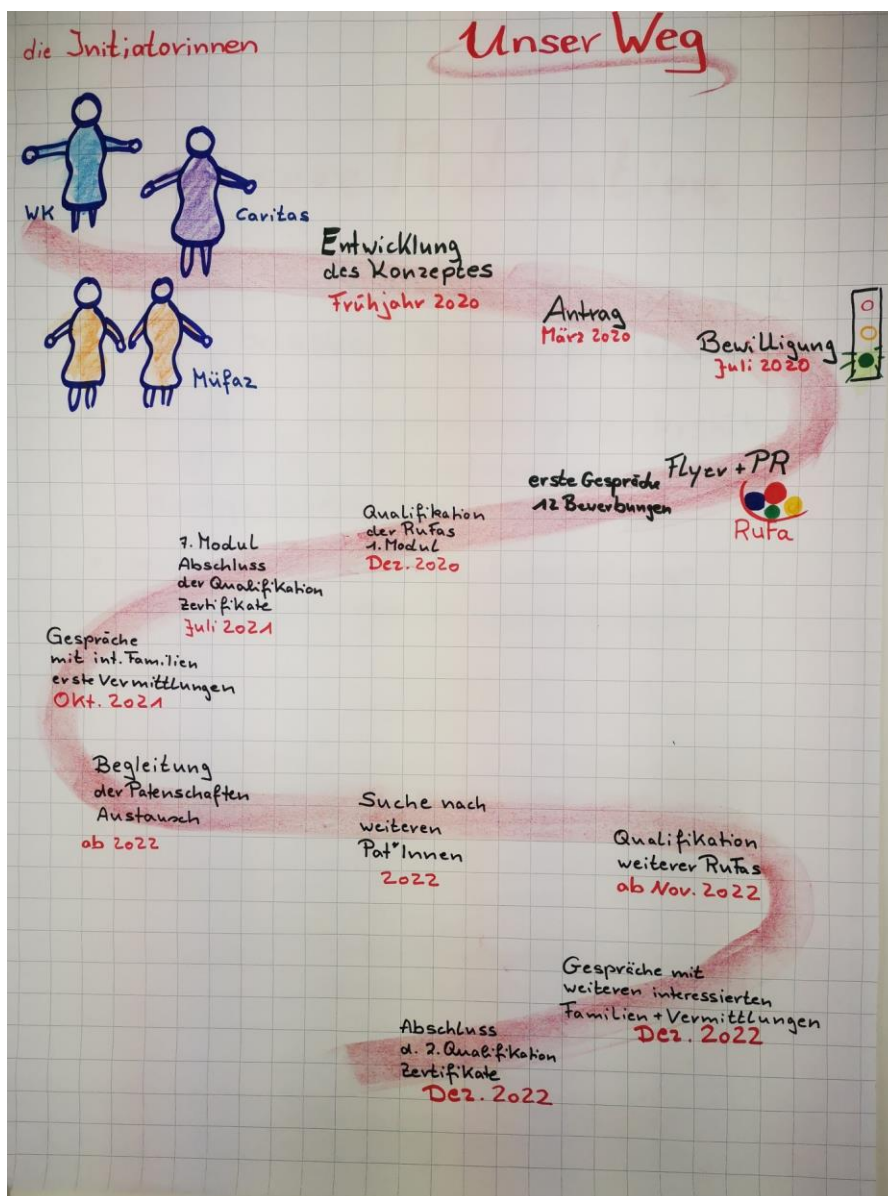 die Initiatorinnen
Unser Weg
WK
Caritas
Müfaz
Entwicklung
des Konzeptes
Frühjahr 2020
Antrag
März 2020
Bewilligung
Juli 2020
Flyer + PR
RuFa
erste Gespräche
12 Bewerbungen
Qualifikation
der RuFas
1. Modul
Dez. 2020
7. Modul
Abschluss
der Qualifikation
Zertifikate
Juli 2021
Gespräche
mit int. Familien
erste Vermittlungen
Okt. 2021
Begleitung
der Patenschaften
Austausch
ab 2022
Suche nach
weiteren
Pat*Innen
2022
Qualifikation
weiterer RuFas
ab Nov. 2022
Gespräche mit
weiteren interessierten
Familien + Vermittlungen
Dez. 2022
Abschluss
d. 2. Qualifikation
Zertifikate
Dez. 2022